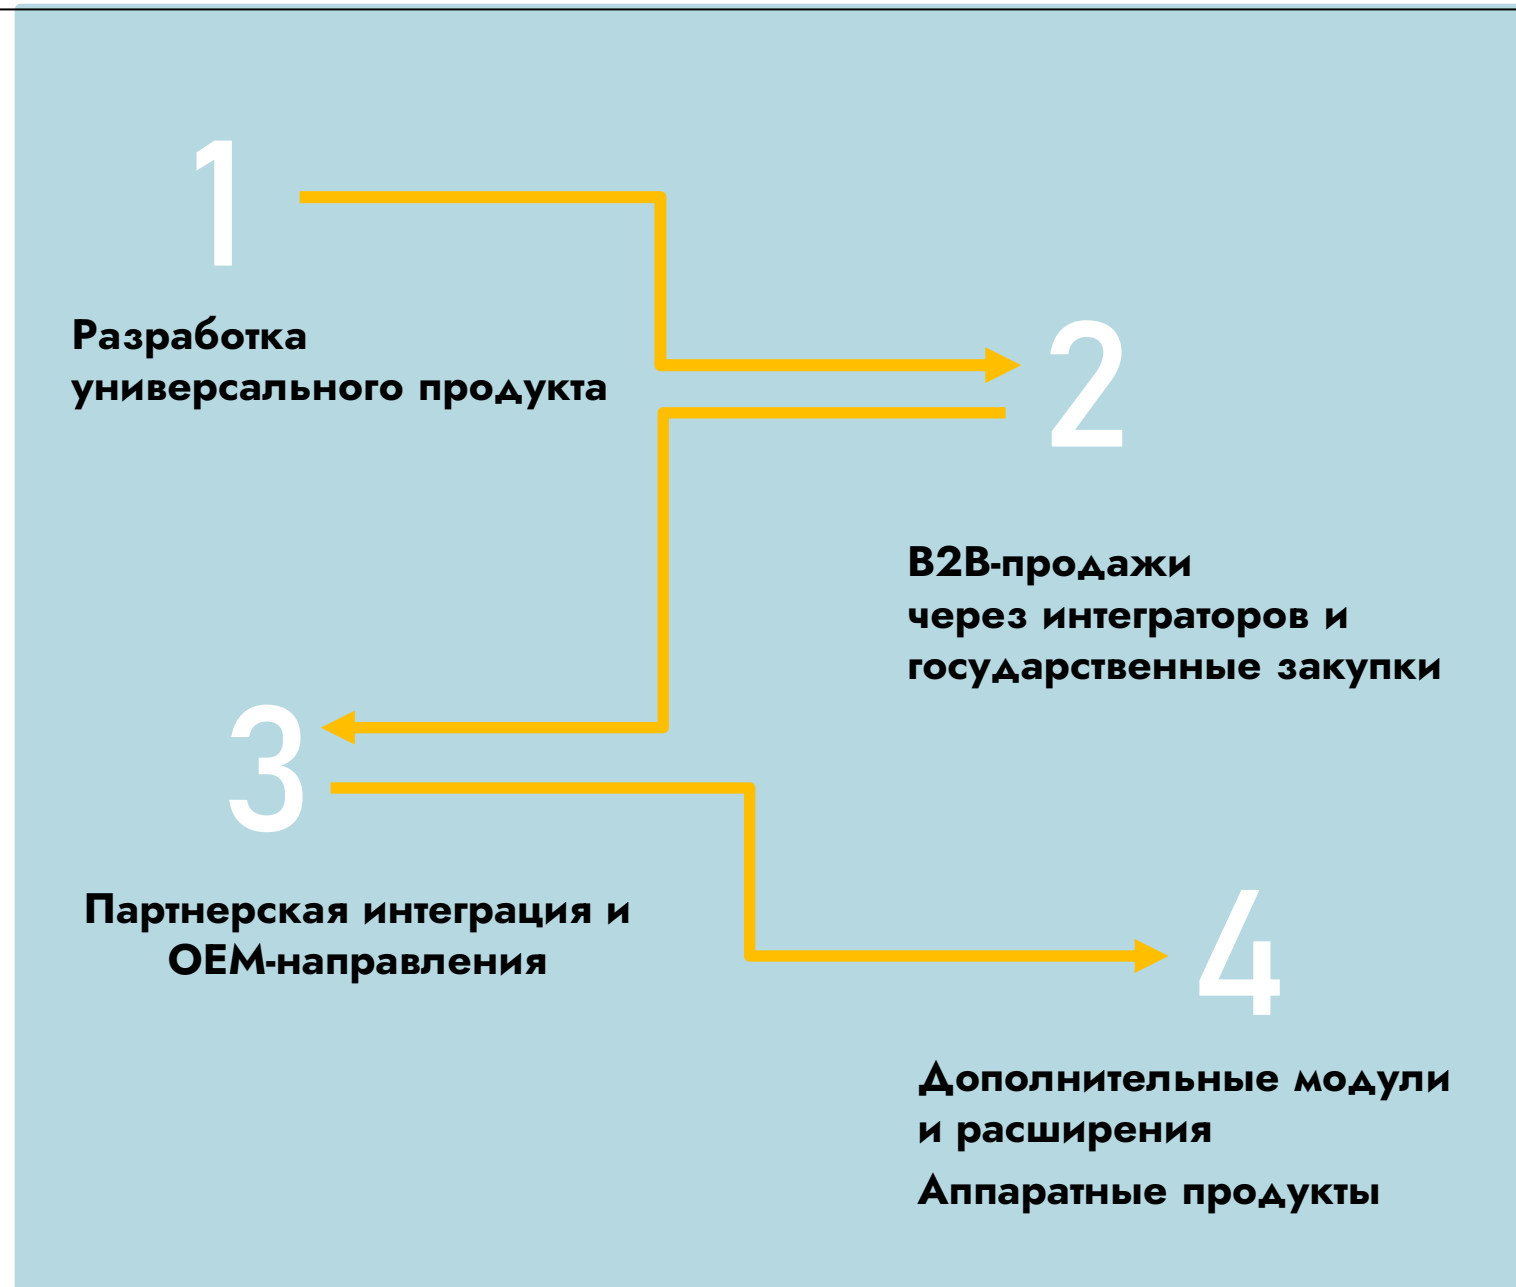 1
Разработка
универсального продукта
2
B2B-продажи
через интеграторов и
государственные закупки
3
Партнерская интеграция и
OEM-направления
4
Дополнительные модули
и расширения
Аппаратные продукты